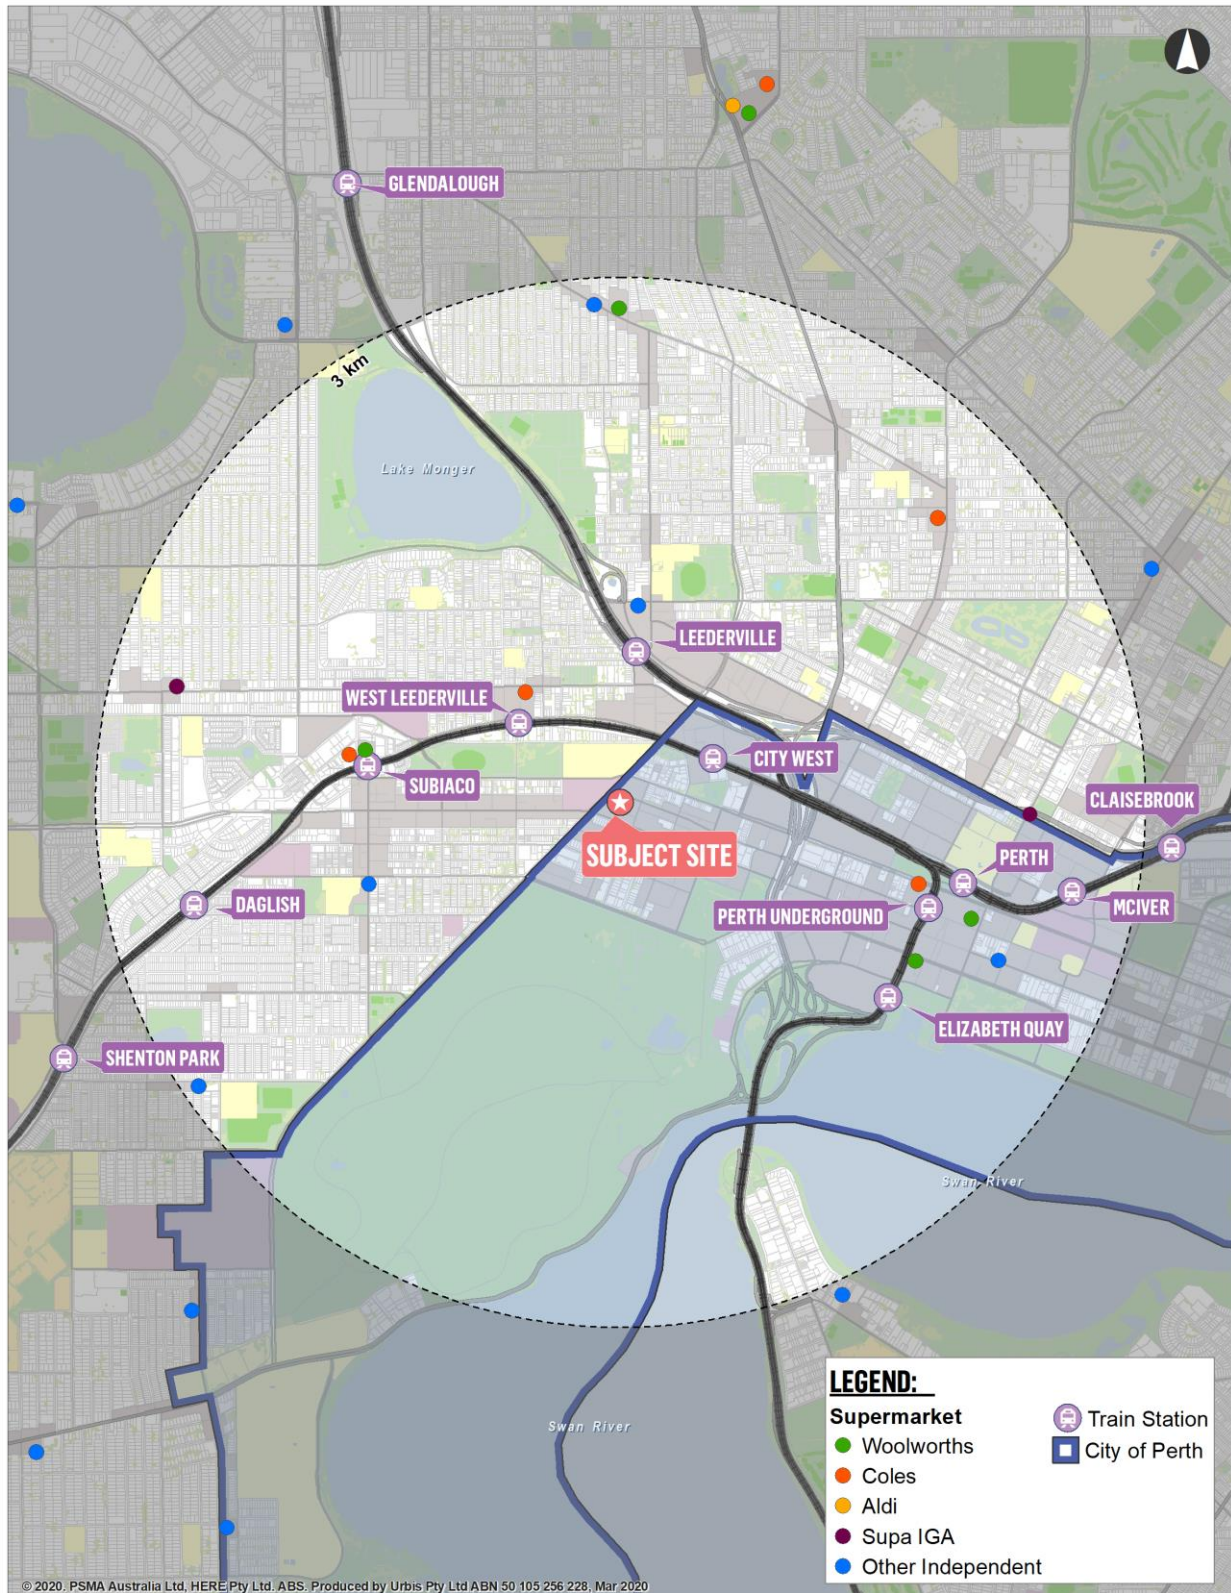 GLENDALOUGH
3 km
Lake Monger
LEEDERVILLE
WEST LEEDERVILLE
CITY WEST
SUBIACO
CLAISEBROOK
SUBJECT SITE
PERTH
DAGLISH
PERTH UNDERGROUND
MCIVER
ELIZABETH QUAY
SHENTON PARK
Swan River
Swan River
LEGEND:
Supermarket
Woolworths
Coles
Aldi
Supa IGA
Other Independent
Train Station
City of Perth
© 2020. PSMA Australia Ltd, HERE Pty Ltd. ABS. Produced by Urbis Pty Ltd ABN 50 105 256 228, Mar 2020